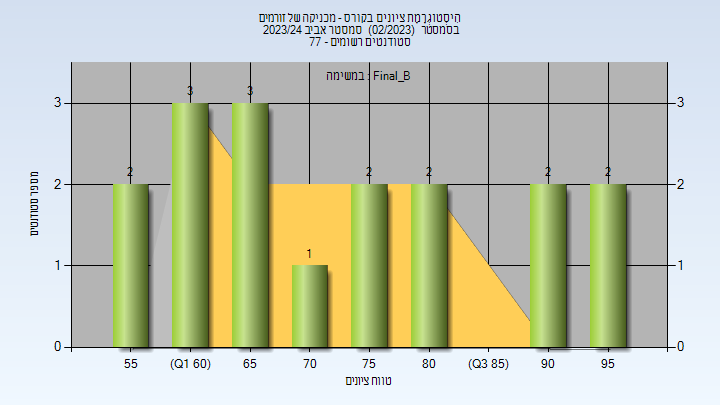 היסטוגרמת ציונים בקורס - מכניקה של זורמים
בסמסטר (02/2023) סמסטר אביב 2023/24
סטודנטים רשומים - 77
במשימה : Final_B
3 3
2 2 2 2 2
1
3 2 1 0
מספר סטודנטים
3 2 1 0
55 (Q1 60) 65 70 75 80 (Q3 85) 90 95
טווח ציונים